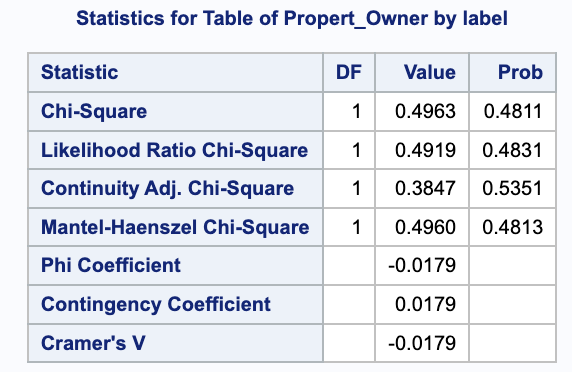 Statistics for Table of Propert_Owner by label
Statistic DF Value Prob
Chi-Square 1 0.4963 0.4811
Likelihood Ratio Chi-Square 1 0.4919 0.4831
Continuity Adj. Chi-Square 1 0.3847 0.5351
Mantel-Haenszel Chi-Square 1 0.4960 0.4813
Phi Coefficient -0.0179
Contingency Coefficient 0.0179
Cramer's V -0.0179